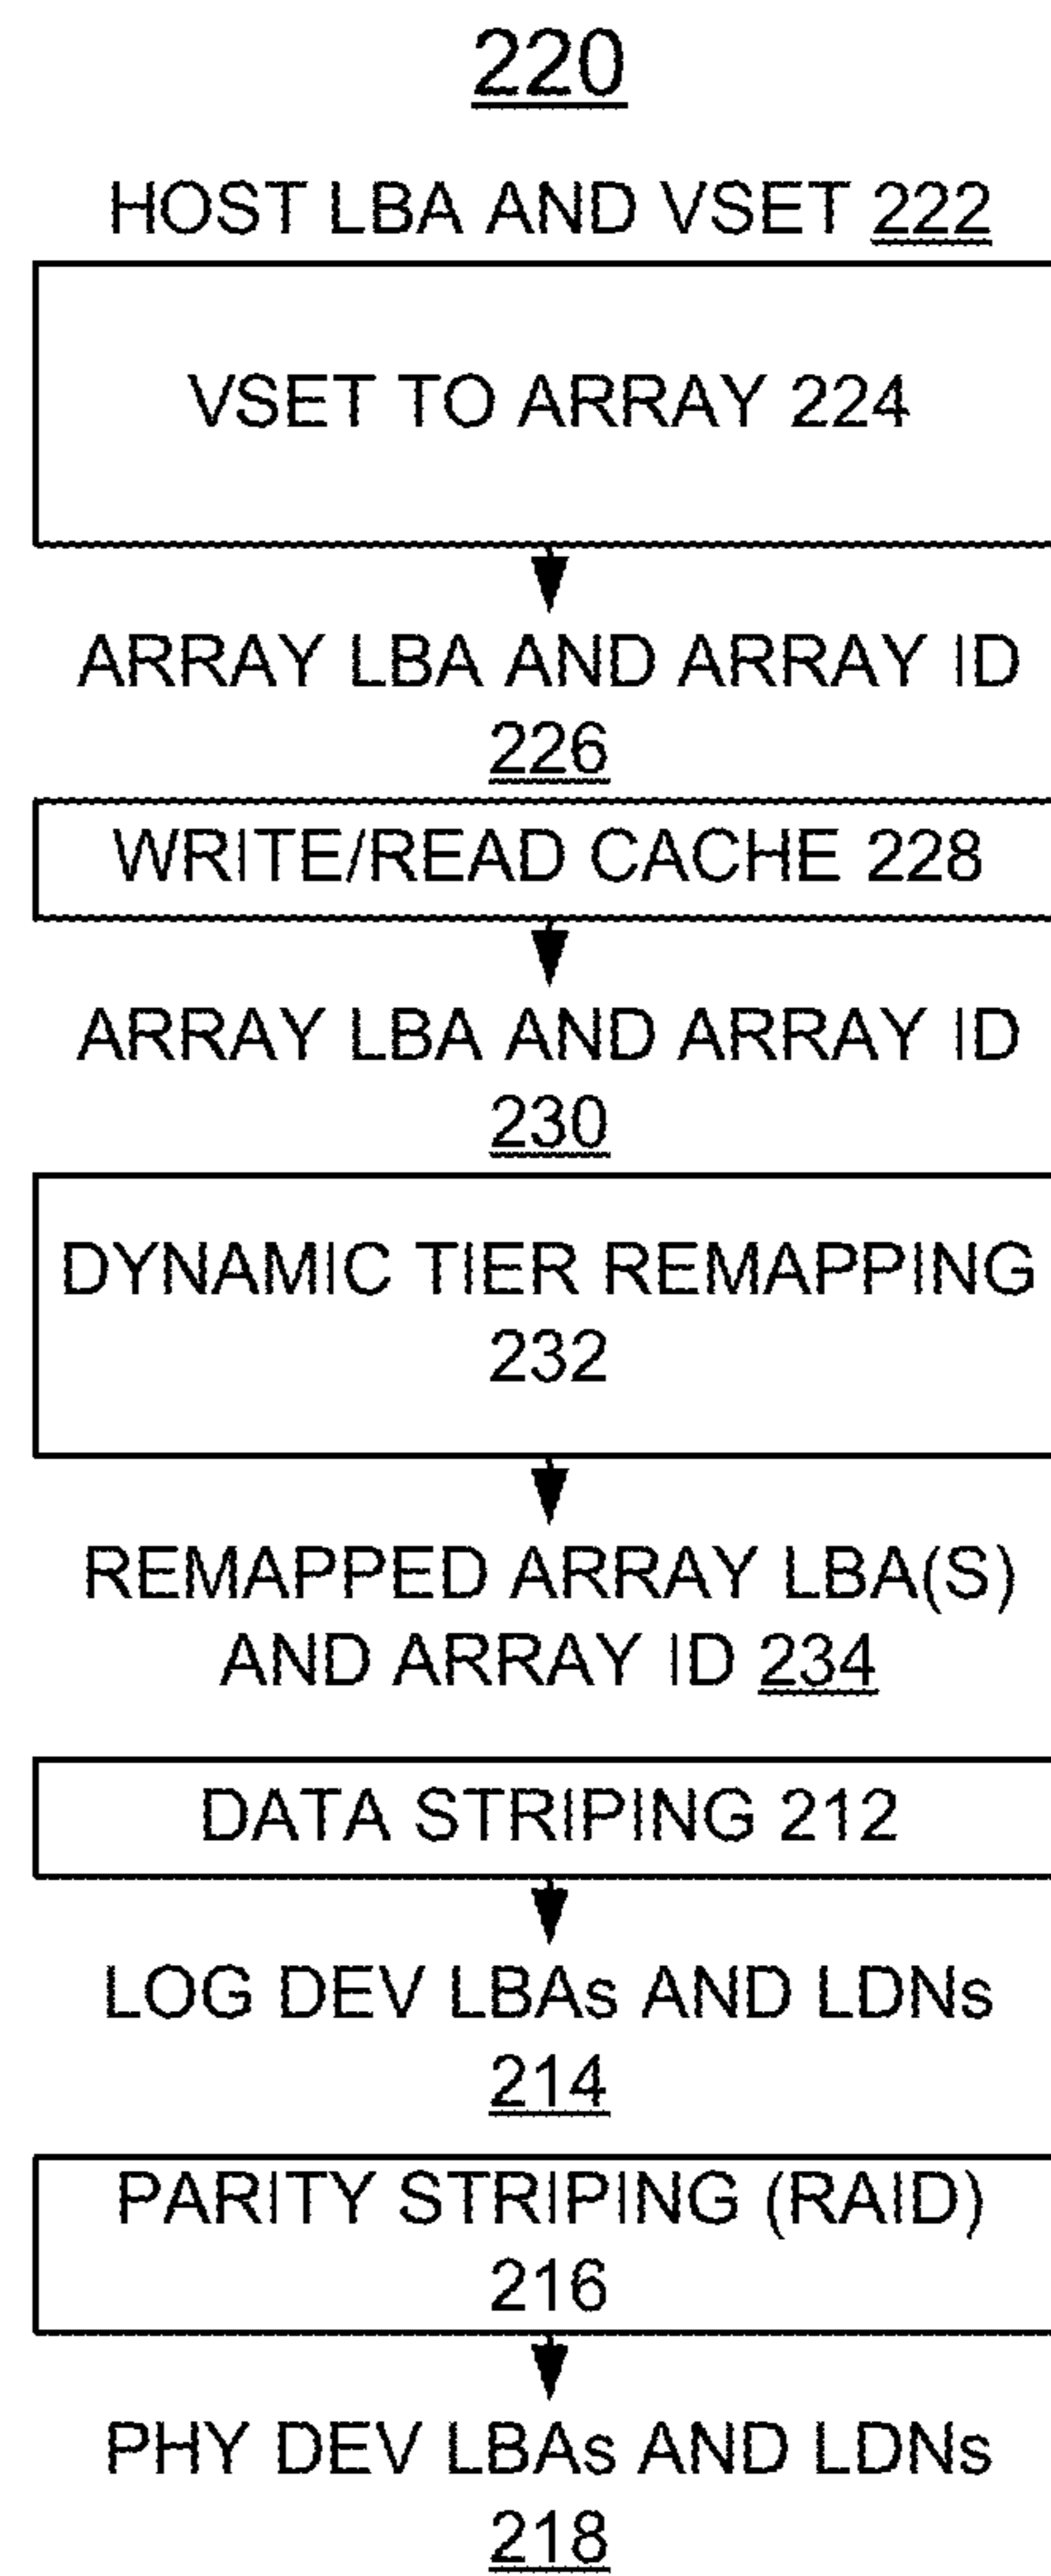 220
HOST LBA AND VSET 222
VSET TO ARRAY 224
ARRAY LBA AND ARRAY ID
226
WRITE/READ CACHE 228
ARRAY LBA AND ARRAY ID
230
DYNAMIC TIER REMAPPING
232
REMAPPED ARRAY LBA(S)
AND ARRAY ID 234
DATA STRIPING 212
LOG DEV LBAs AND LDNs
214
PARITY STRIPING (RAID)
216
PHY DEV LBAs AND LDNs
218